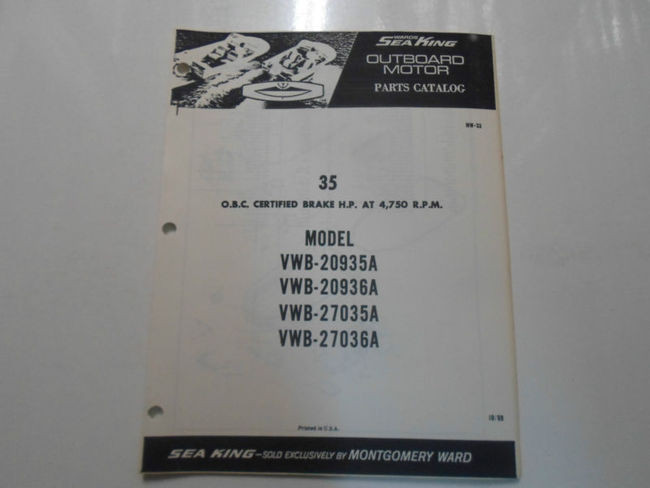 WARDS
SEA KING
OUTBOARD
MOTOR
PARTS CATALOG
35
O.B.C. CERTIFIED BRAKE H.P. AT 4,750 R.P.M.
MODEL
VWB-20935A
VWB-20936A
VWB-27035A
VWB-27036A
Printed in U.S.A.
SEA KING—SOLD EXCLUSIVELY BY MONTGOMERY WARD